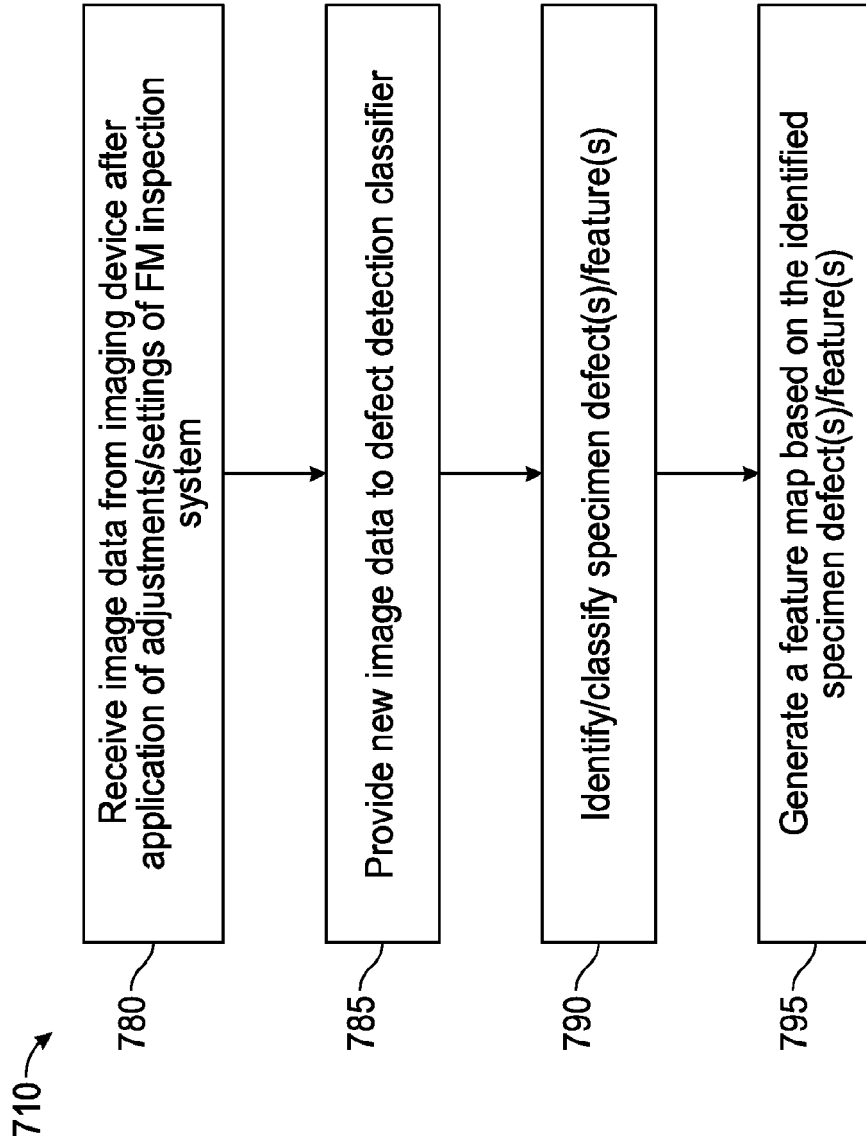 710
780
Receive image data from imaging device after
application of adjustments/settings of FM inspection
system
785
Provide new image data to defect detection classifier
790
Identify/classify specimen defect(s)/feature(s)
795
Generate a feature map based on the identified
specimen defect(s)/feature(s)